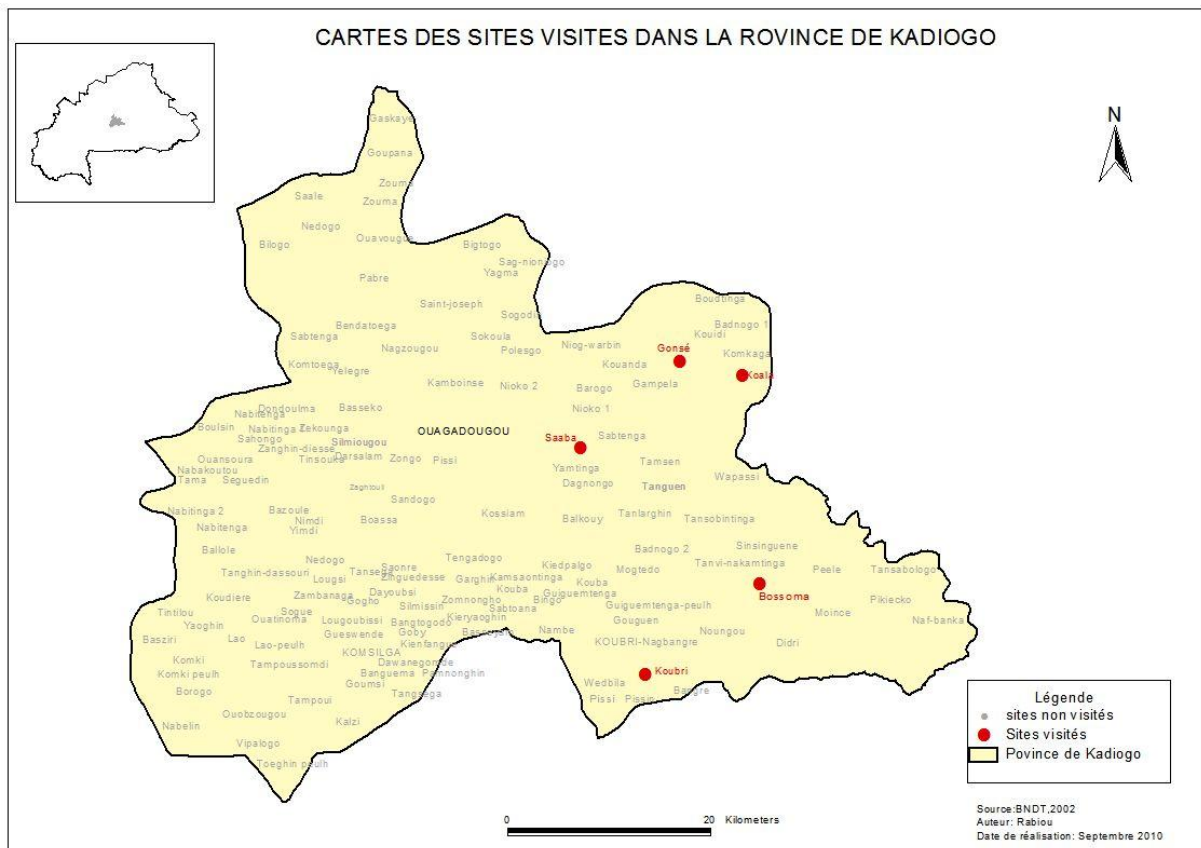 CARTES DES SITES VISITES DANS LA ROVINCE DE KADIOGO
N
Gaskaye
Goupana
Zouma
Saale
Zouma
Nedogo
Ouavougue
Bilogo
Bigtogo
Sag-nioniogo
Yagma
Pabre
Saint-joseph
Boudtinga
Sogodin
Bendatoega
Badnogo 1
Sabtenga
Sokoula
Kouidi
Nagzougou
Polesgo
Niog-warbin
Gonsé
Komkaga
Komtoega
Yelegre
Kouanda
Koala
Kamboinse
Nioko 2
Barogo
Gampela
Dondoulma
Basseko
Nioko 1
Nabitenga
Boulsin
Nabitinga 1
Zekounga
OUAGADOUGOU
Sahongo
Silmiougou
Saaba
Sabtenga
Zanghin-diesse
Ouansoura
Tinsouka
Darsalam
Zongo
Pissi
Tamsen
Nabakoutou
Yamtinga
Tama
Seguedin
Zaghtouli
Dagnongo
Tanguen
Wapassi
Sandogo
Nabitinga 2
Bazoule
Nimdi
Boassa
Kossiam
Balkouy
Tanlarghin
Tansobintinga
Nabitenga
Yimdi
Ballole
Badnogo 2
Sinsinguene
Nedogo
Tengadogo
Kiedpalgo
Tanvi-nakamtinga
Tanghin-dassouri
Lougsi
Tansega
Saonre
Zinguedesse
Garghin
Kamsaontinga
Mogtedo
Peele
Tansabologo
Koudiere
Zambanaga
Dayoubsi
Kouba
Kouba
Guiguemtenga
Bossoma
Gogho
Silmissin
Zomnongho
Bingo
Guiguemtenga-peulh
Pikiecko
Tintilou
Sogue
Sabtoana
Moince
Yaoghin
Ouatinoma
Lougoubissi
Bangtogodo
Kieryaoghin
Gouguen
Naf-banka
Basziri
Lao
Gueswende
Goby
Nambe
Noungou
Lao-peulh
Kienfangue
KOUBRI-Nagbangre
Didri
Komki
KOMSILGA
Tampoussomdi
Komki peulh
Banguema
Pamnonghin
Koubri
Borogo
Goumsi
Wedbila
Tampoui
Tangsega
Pissi
Pissin
Bangre
Ouobzougou
Nabelin
Kalzi
Vipalogo
Toeghin peulh
Légende
sites non visités
Sites visités
Povince de Kadiogo
0 20 Kilometers
Source:BNDT,2002
Auteur: Rabiou
Date de réalisation: Septembre 2010